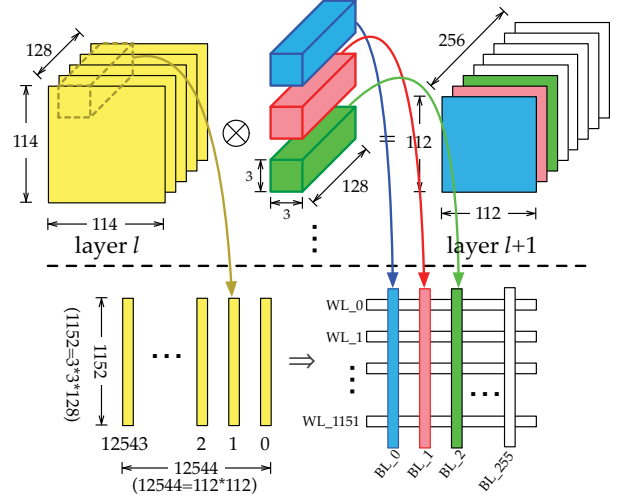 128
114
114
layer l
⊗
3
3
128
=
256
112
112
layer l+1
1152
(1152=3*3*128)
12543
2
1
0
12544
(12544=112*112)
⇒
WL_0
WL_1
WL_1151
BL_0
BL_1
BL_2
BL_255